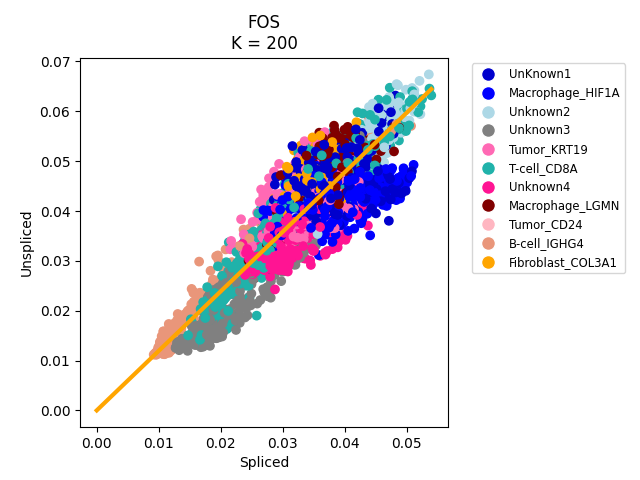 FOS
K = 200
0.07
0.06
0.05
0.04
0.03
0.02
0.01
0.00
Unspliced
0.00 0.01 0.02 0.03 0.04 0.05
Spliced
UnKnown1
Macrophage_HIF1A
Unknown2
Unknown3
Tumor_KRT19
T-cell_CD8A
Unknown4
Macrophage_LGMN
Tumor_CD24
B-cell_IGHG4
Fibroblast_COL3A1